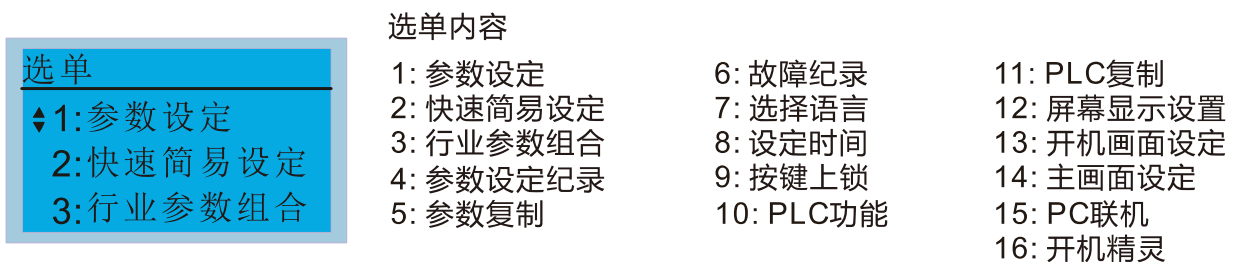 选单
1:参数设定
2:快速简易设定
3:行业参数组合
选单内容
1: 参数设定
2: 快速简易设定
3: 行业参数组合
4: 参数设定纪录
5: 参数复制
6: 故障纪录
7: 选择语言
8: 设定时间
9: 按键上锁
10: PLC功能
11: PLC复制
12: 屏幕显示设置
13: 开机画面设定
14: 主画面设定
15: PC联机
16: 开机精灵